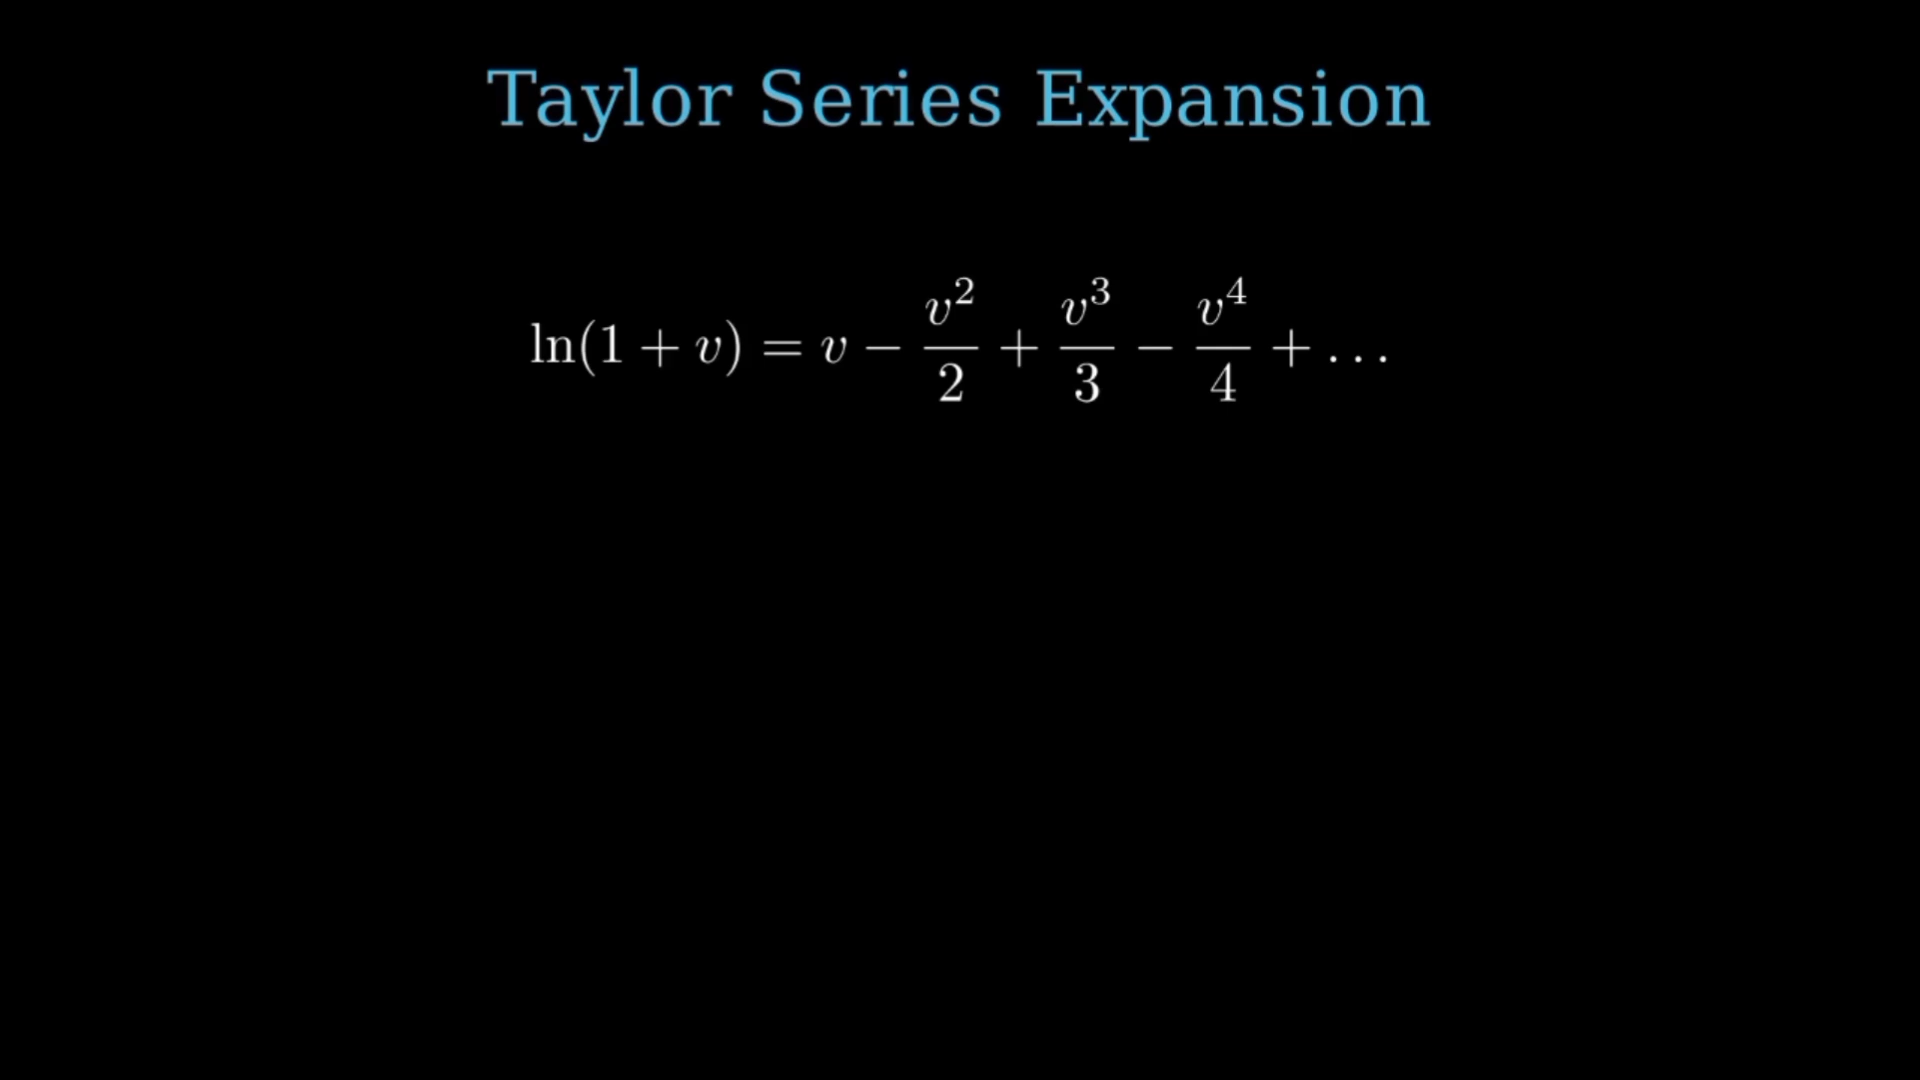 Taylor Series Expansion
ln(1 + v) = v − v²/2 + v³/3 − v⁴/4 + ...